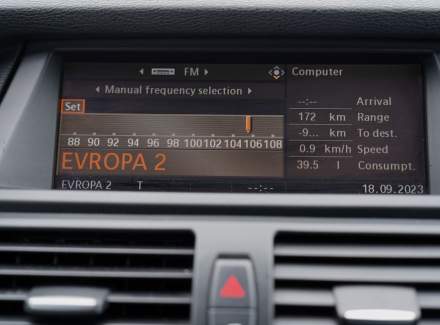 FM
Computer
Manual frequency selection
Set
--:-- Arrival
172 km Range
-9... km To dest.
0.9 km/h Speed
39.5 l Consumpt.
88 90 92 94 96 98 100 102 104 106 108
EVROPA 2
EVROPA 2 T --:-- 18.09.2023